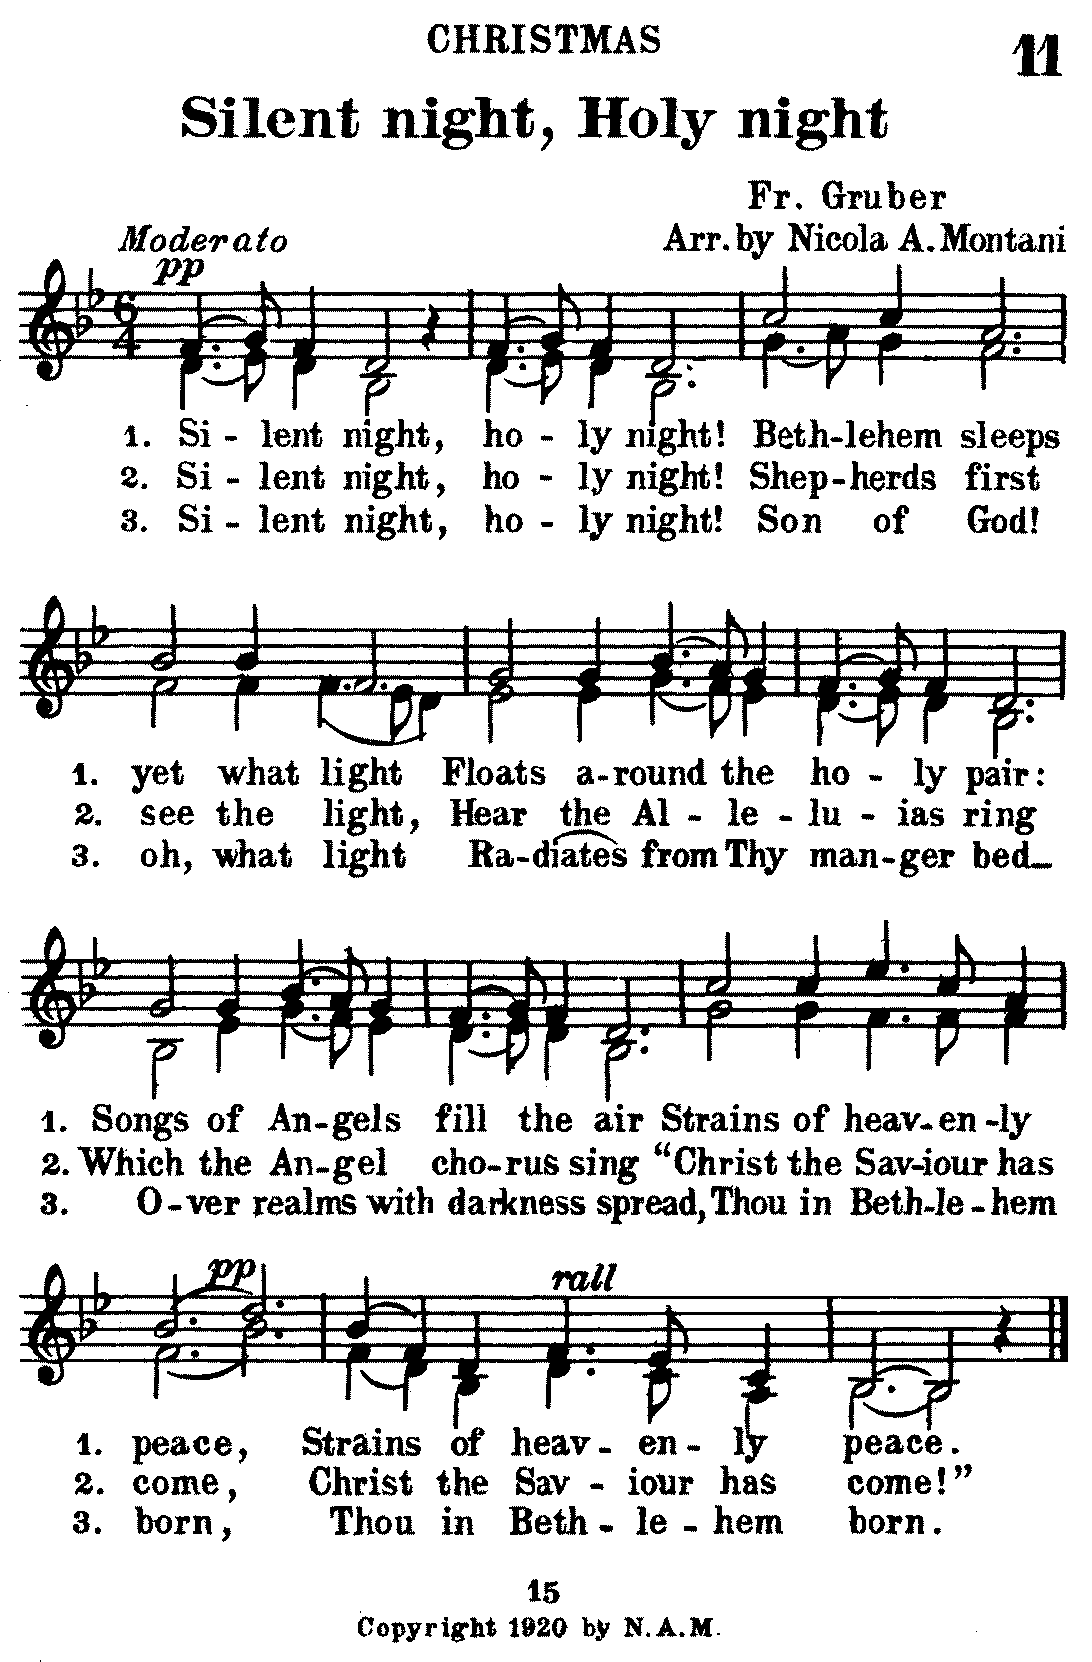 CHRISTMAS
11
Silent night, Holy night
Fr. Gruber
Moderato
Arr. by Nicola A. Montani
pp
6
4
1. Si - lent night, ho - ly night! Beth-lehem sleeps
2. Si - lent night, ho - ly night! Shep-herds first
3. Si - lent night, ho - ly night! Son of God!
1. yet what light Floats a-round the ho - ly pair:
2. see the light, Hear the Al - le - lu - ias ring
3. oh, what light Ra-diates from Thy man-ger bed_
1. Songs of An-gels fill the air Strains of heav-en-ly
2. Which the An-gel cho-rus sing “Christ the Sav-iour has
3. O-ver realms with darkness spread, Thou in Beth-le-hem
pp
rall
1. peace, Strains of heav - en - ly peace.
2. come, Christ the Sav - iour has come!”
3. born, Thou in Beth - le - hem born.
15
Copyright 1920 by N.A.M.